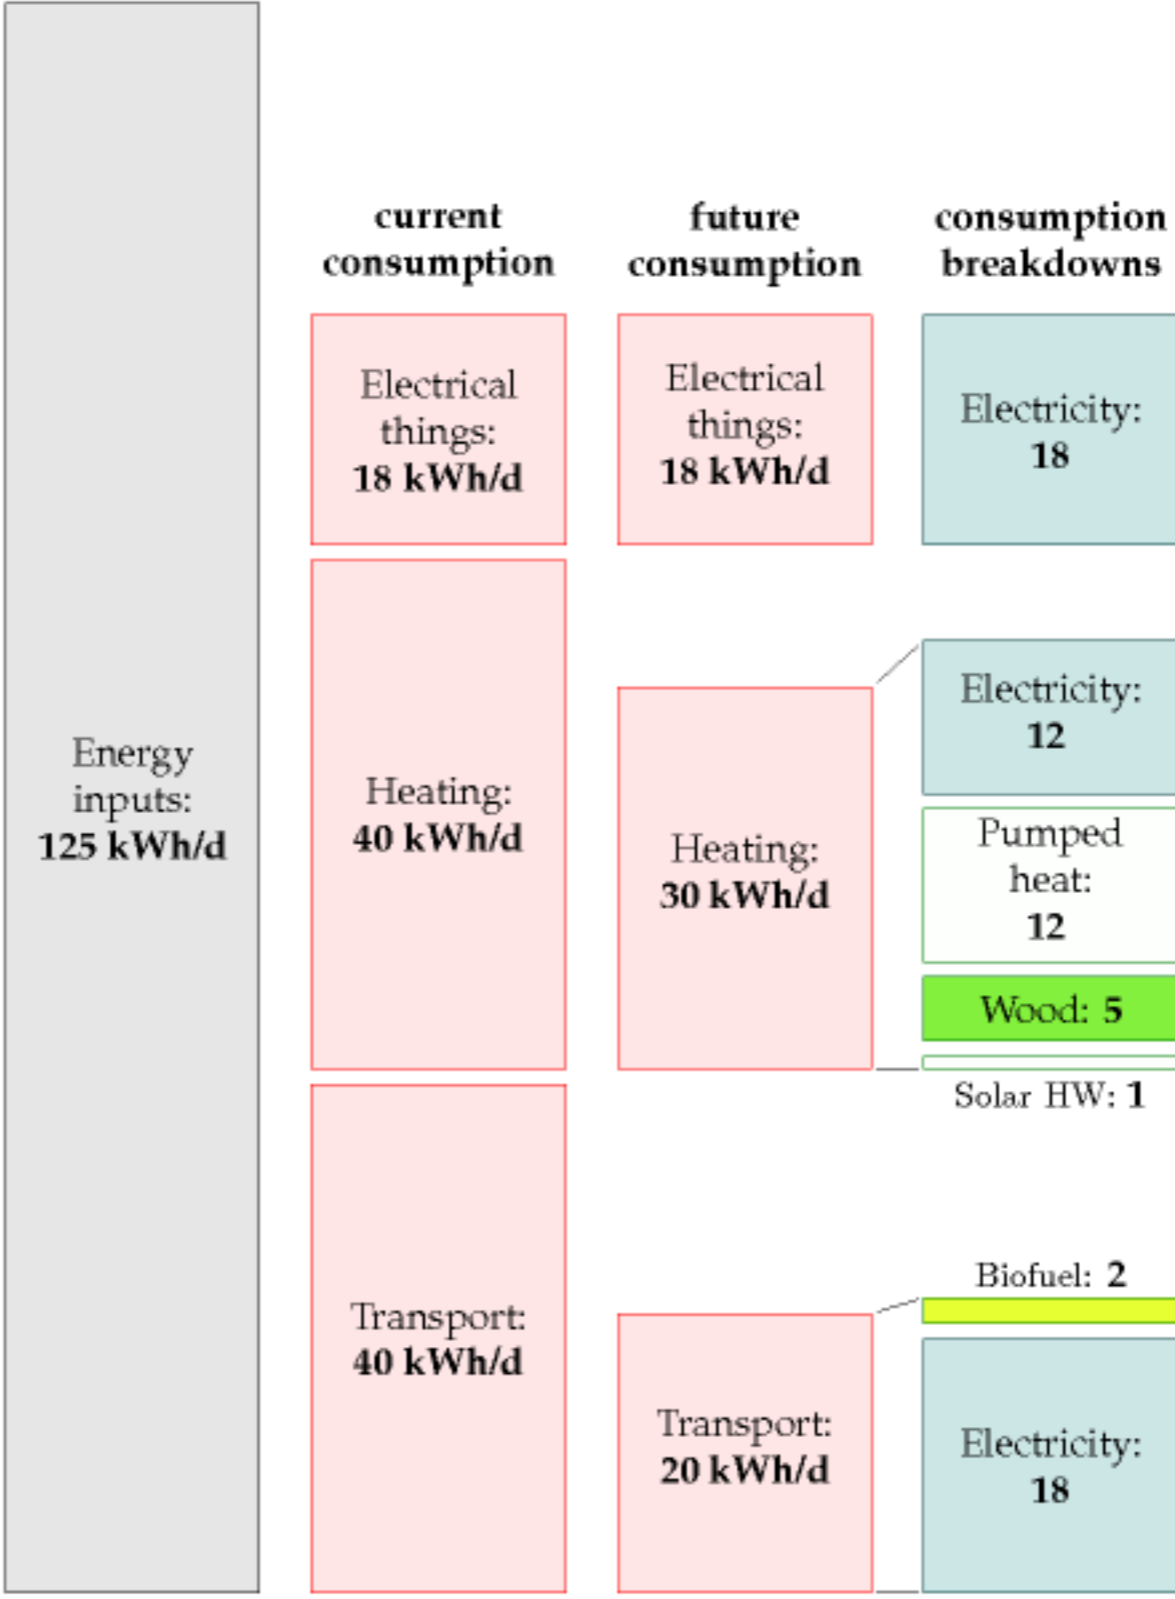 Energy
inputs:
125 kWh/d
current
consumption
Electrical
things:
18 kWh/d
Heating:
40 kWh/d
Transport:
40 kWh/d
future
consumption
Electrical
things:
18 kWh/d
Heating:
30 kWh/d
Transport:
20 kWh/d
consumption
breakdowns
Electricity:
18
Electricity:
12
Pumped
heat:
12
Wood: 5
Solar HW: 1
Biofuel: 2
Electricity:
18